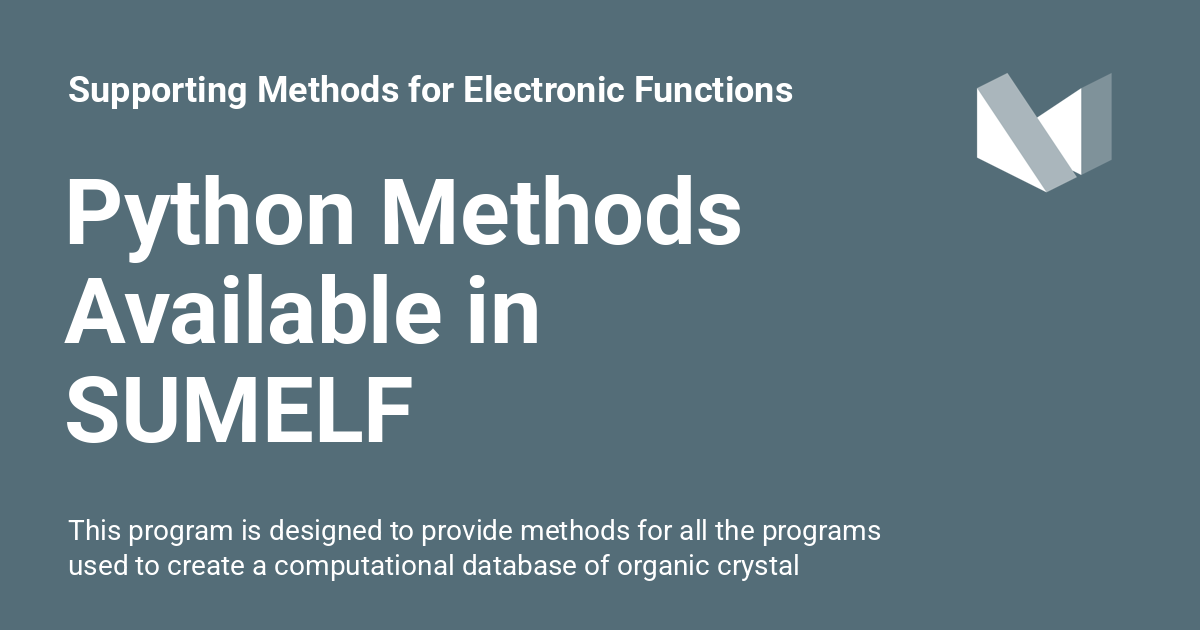 Supporting Methods for Electronic Functions
Python Methods
Available in
SUMELF
This program is designed to provide methods for all the programs
used to create a computational database of organic crystal